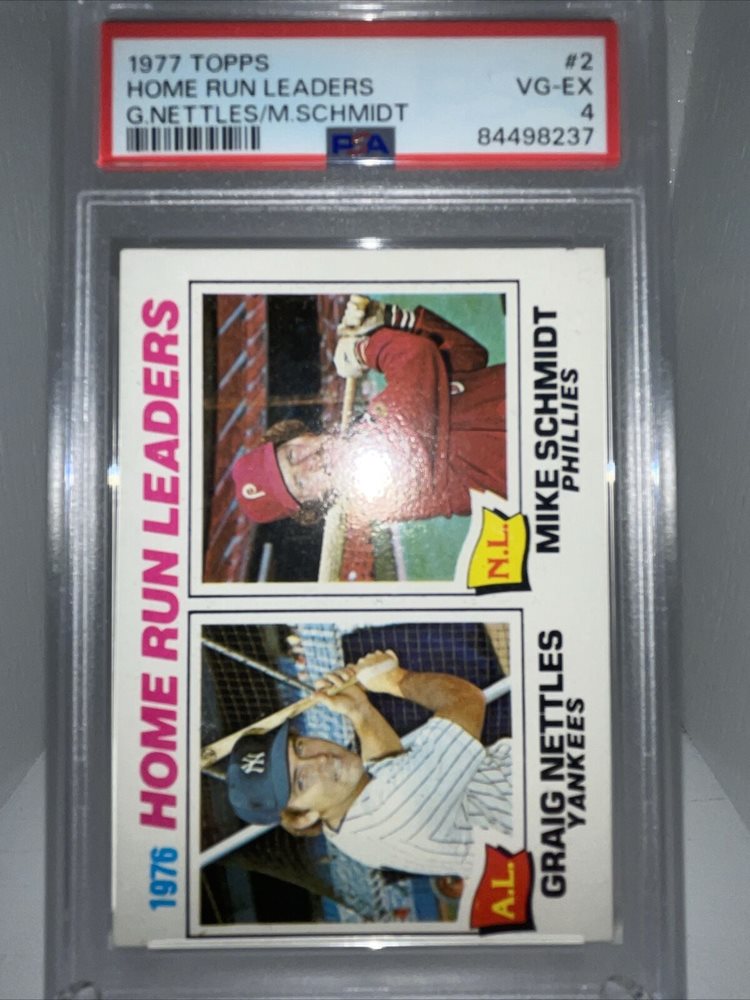 1977 TOPPS #2
HOME RUN LEADERS VG-EX
G.NETTLES/M.SCHMIDT 4
PSA 84498237
1976 HOME RUN LEADERS
A.L.
GRAIG NETTLES
YANKEES
N.L.
MIKE SCHMIDT
PHILLIES
P
NY